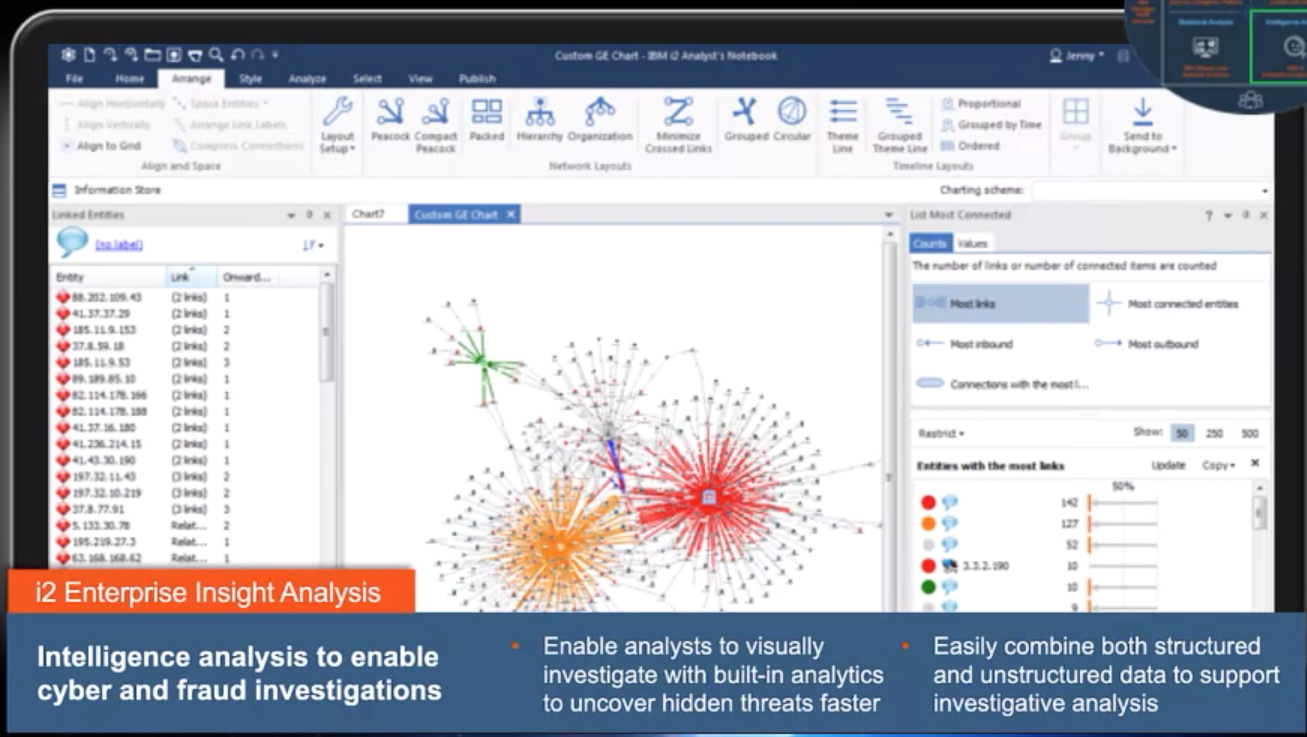 Custom GE Chart - IBM i2 Analyst's Notebook
Jenny
File Home Arrange Style Analyze Select View Publish
Align Horizontally Space Entities
Align Vertically Arrange Link Labels
Align to Grid Compress Connections
Align and Space
Layout Setup
Peacock Compact Peacock Packed Hierarchy Organization Minimize Crossed Links Grouped Circular
Network Layouts
Theme Line Grouped Theme Line
Proportional
Grouped by Time
Ordered
Timeline Layouts
Group
Send to Background
Information Store
Charting scheme:
Linked Entities
[no label]
Entity Link Onward...
88.202.109.43 (2 links) 1
41.37.37.29 (2 links) 1
185.11.9.153 (2 links) 2
37.8.59.18 (2 links) 2
185.11.9.53 (2 links) 3
89.189.85.10 (2 links) 1
82.114.178.166 (2 links) 1
82.114.178.188 (2 links) 1
41.37.16.180 (2 links) 1
41.236.214.15 (2 links) 1
41.43.30.190 (2 links) 1
197.32.11.43 (3 links) 2
197.32.10.219 (3 links) 2
37.8.77.91 (3 links) 3
5.133.30.78 Relat... 2
195.219.27.3 Relat... 1
63.168.168.62 Relat... 1
Chart7 Custom GE Chart
List Most Connected
Counts Values
The number of links or number of connected items are counted
Most links Most connected entities
Most inbound Most outbound
Connections with the most l...
Restrict Show: 50 250 500
Entities with the most links Update Copy
50%
142
127
52
3.3.2.190 10
10
9
i2 Enterprise Insight Analysis
Intelligence analysis to enable
cyber and fraud investigations
• Enable analysts to visually
investigate with built-in analytics
to uncover hidden threats faster
• Easily combine both structured
and unstructured data to support
investigative analysis